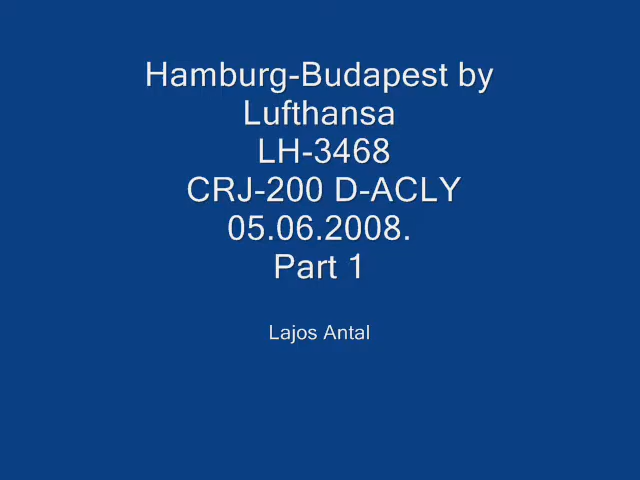 Hamburg-Budapest by
Lufthansa
LH-3468
CRJ-200 D-ACLY
05.06.2008.
Part 1
Lajos Antal